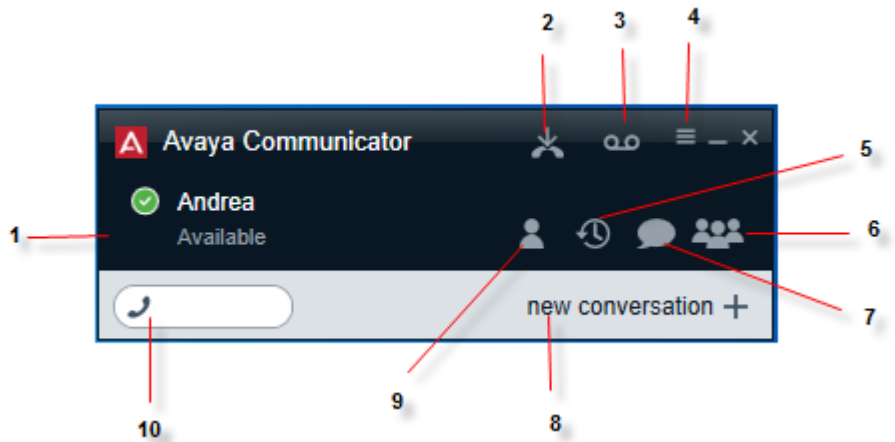 2 3 4
Avaya Communicator
5
Andrea
1 Available
6
7
new conversation +
9 8
10